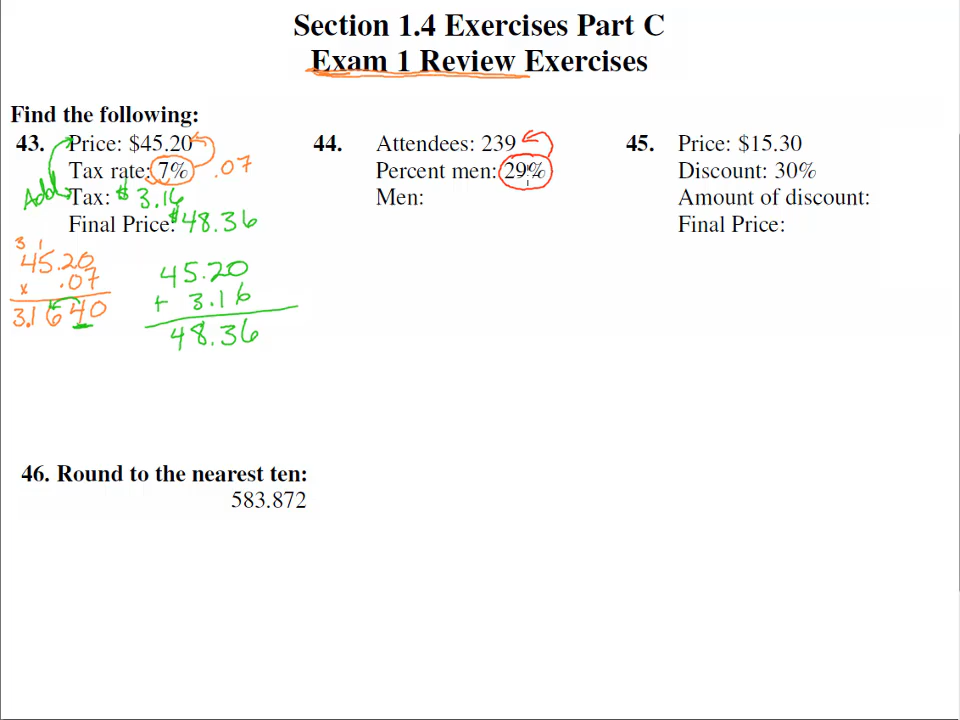 Section 1.4 Exercises Part C
Exam 1 Review Exercises
Find the following:
43. Price: $45.20
Tax rate: 7% .07
Add Tax: $3.16
Final Price: $48.36
3 1
45.20
x .07
3.1640
45.20
+ 3.16
48.36
44. Attendees: 239
Percent men: 29%
Men:
45. Price: $15.30
Discount: 30%
Amount of discount:
Final Price:
46. Round to the nearest ten:
583.872